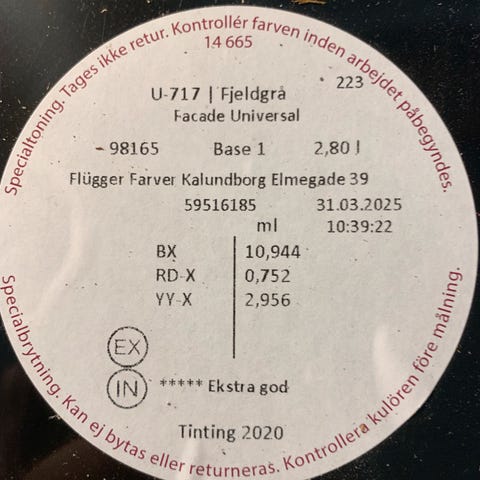 Specialtoning. Tages ikke retur. Kontrollér farven inden arbejdet påbegyndes.
14 665
223
U-717 | Fjeldgrå
Facade Universal
- 98165 Base 1 2,80 l
Flügger Farver Kalundborg Elmegade 39
59516185 31.03.2025
ml 10:39:22
BX 10,944
RD-X 0,752
YY-X 2,956
EX
IN ***** Ekstra god
Tinting 2020
Specialbrytning. Kan ej bytas eller returneras. Kontrollera kulören före målning.